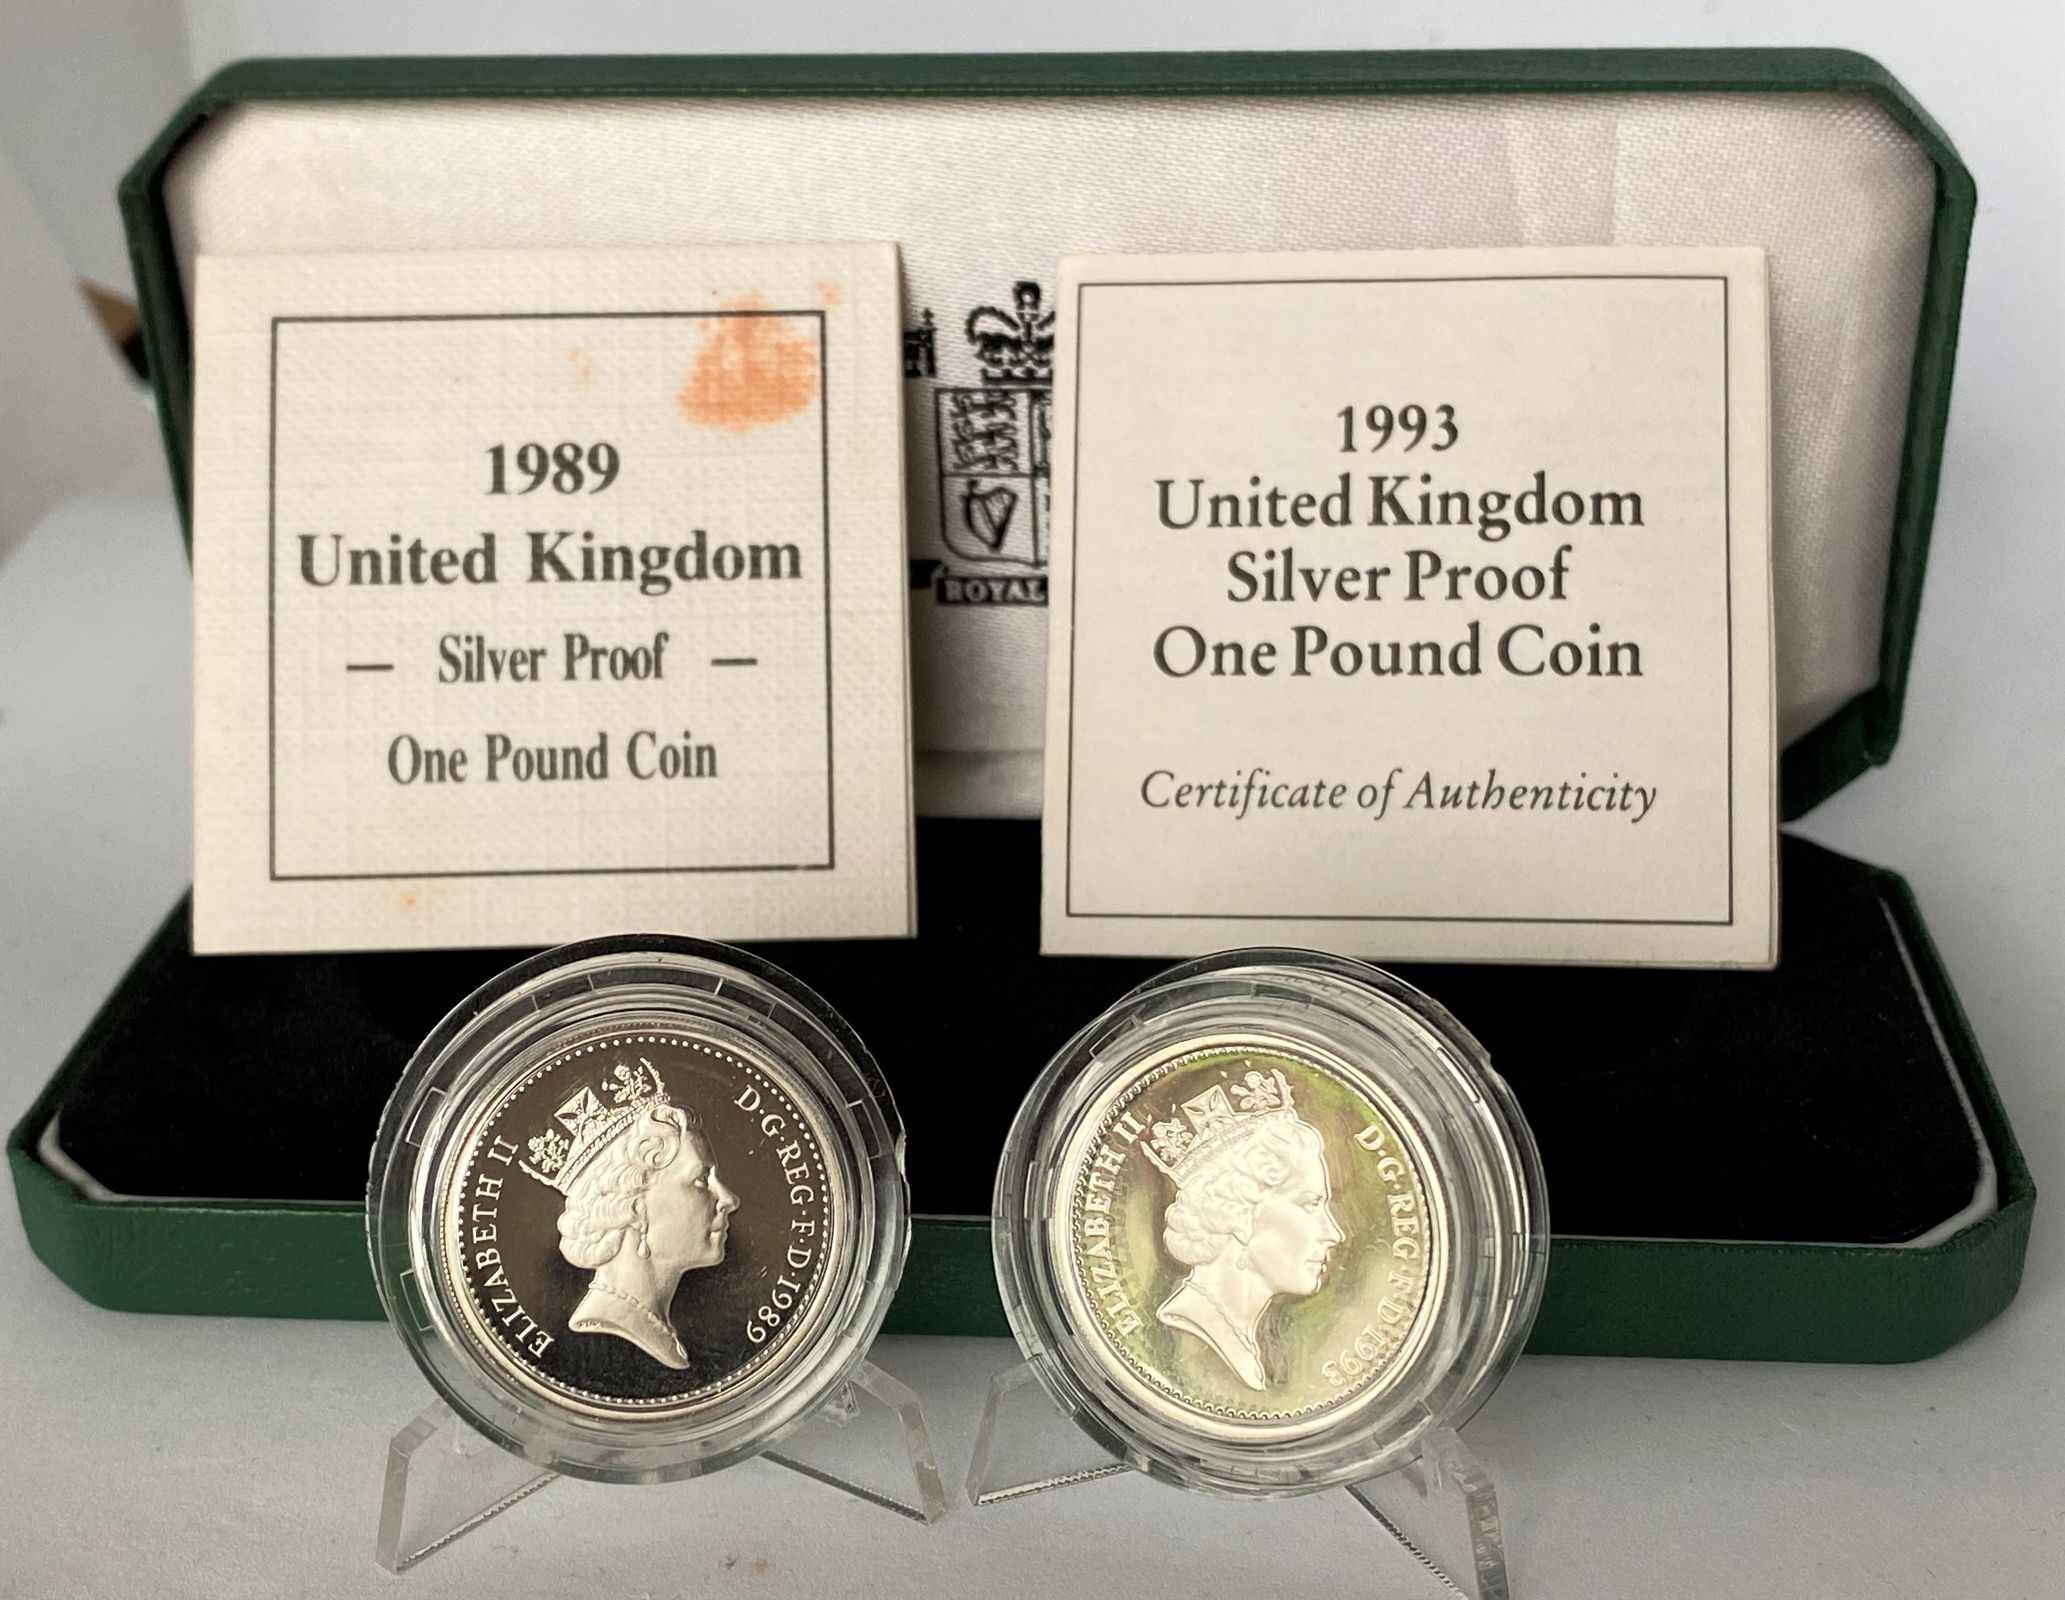 1989
United Kingdom
— Silver Proof —
One Pound Coin
1993
United Kingdom
Silver Proof
One Pound Coin
Certificate of Authenticity
ROYAL
ELIZABETH II D·G·REG·F·D·1989
ELIZABETH II D·G·REG·F·D·1993